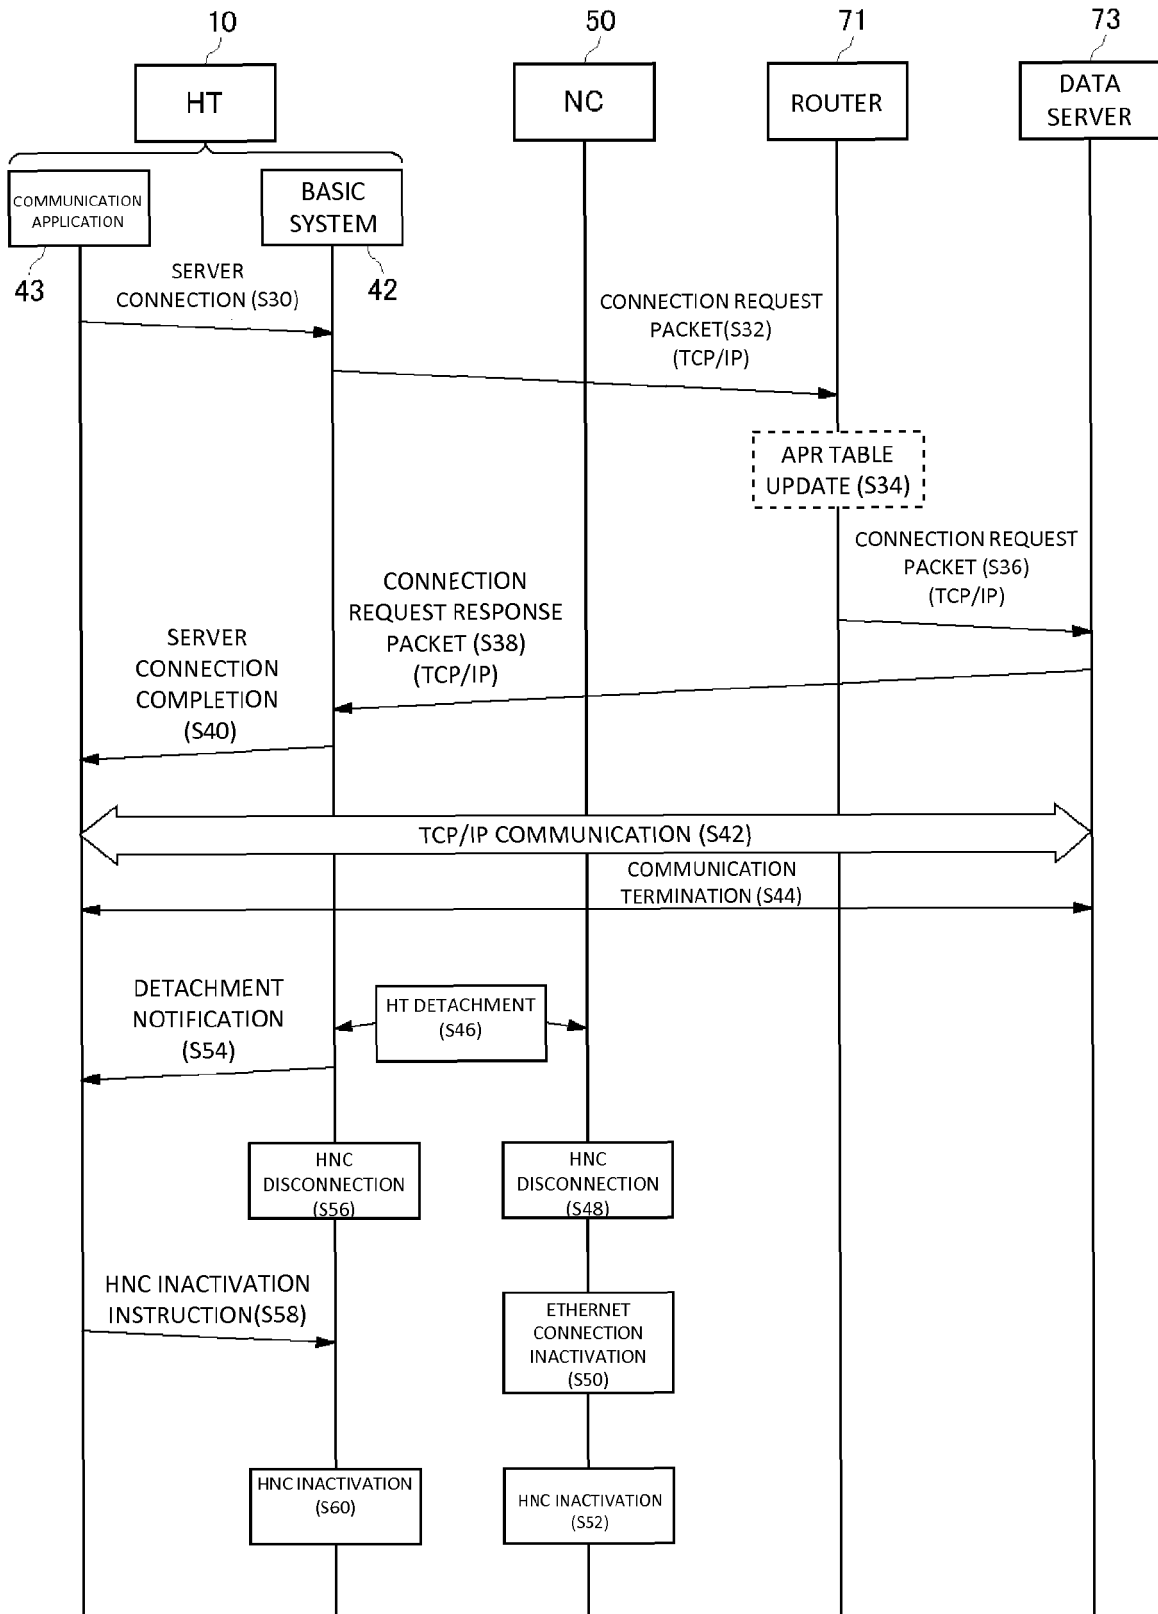 10
50
71
73
HT
NC
ROUTER
DATA
SERVER
COMMUNICATION
APPLICATION
BASIC
SYSTEM
43
42
SERVER
CONNECTION (S30)
CONNECTION REQUEST
PACKET(S32)
(TCP/IP)
APR TABLE
UPDATE (S34)
CONNECTION REQUEST
PACKET (S36)
(TCP/IP)
CONNECTION
REQUEST RESPONSE
PACKET (S38)
(TCP/IP)
SERVER
CONNECTION
COMPLETION
(S40)
TCP/IP COMMUNICATION (S42)
COMMUNICATION
TERMINATION (S44)
DETACHMENT
NOTIFICATION
(S54)
HT DETACHMENT
(S46)
HNC
DISCONNECTION
(S56)
HNC
DISCONNECTION
(S48)
HNC INACTIVATION
INSTRUCTION(S58)
ETHERNET
CONNECTION
INACTIVATION
(S50)
HNC INACTIVATION
(S60)
HNC INACTIVATION
(S52)